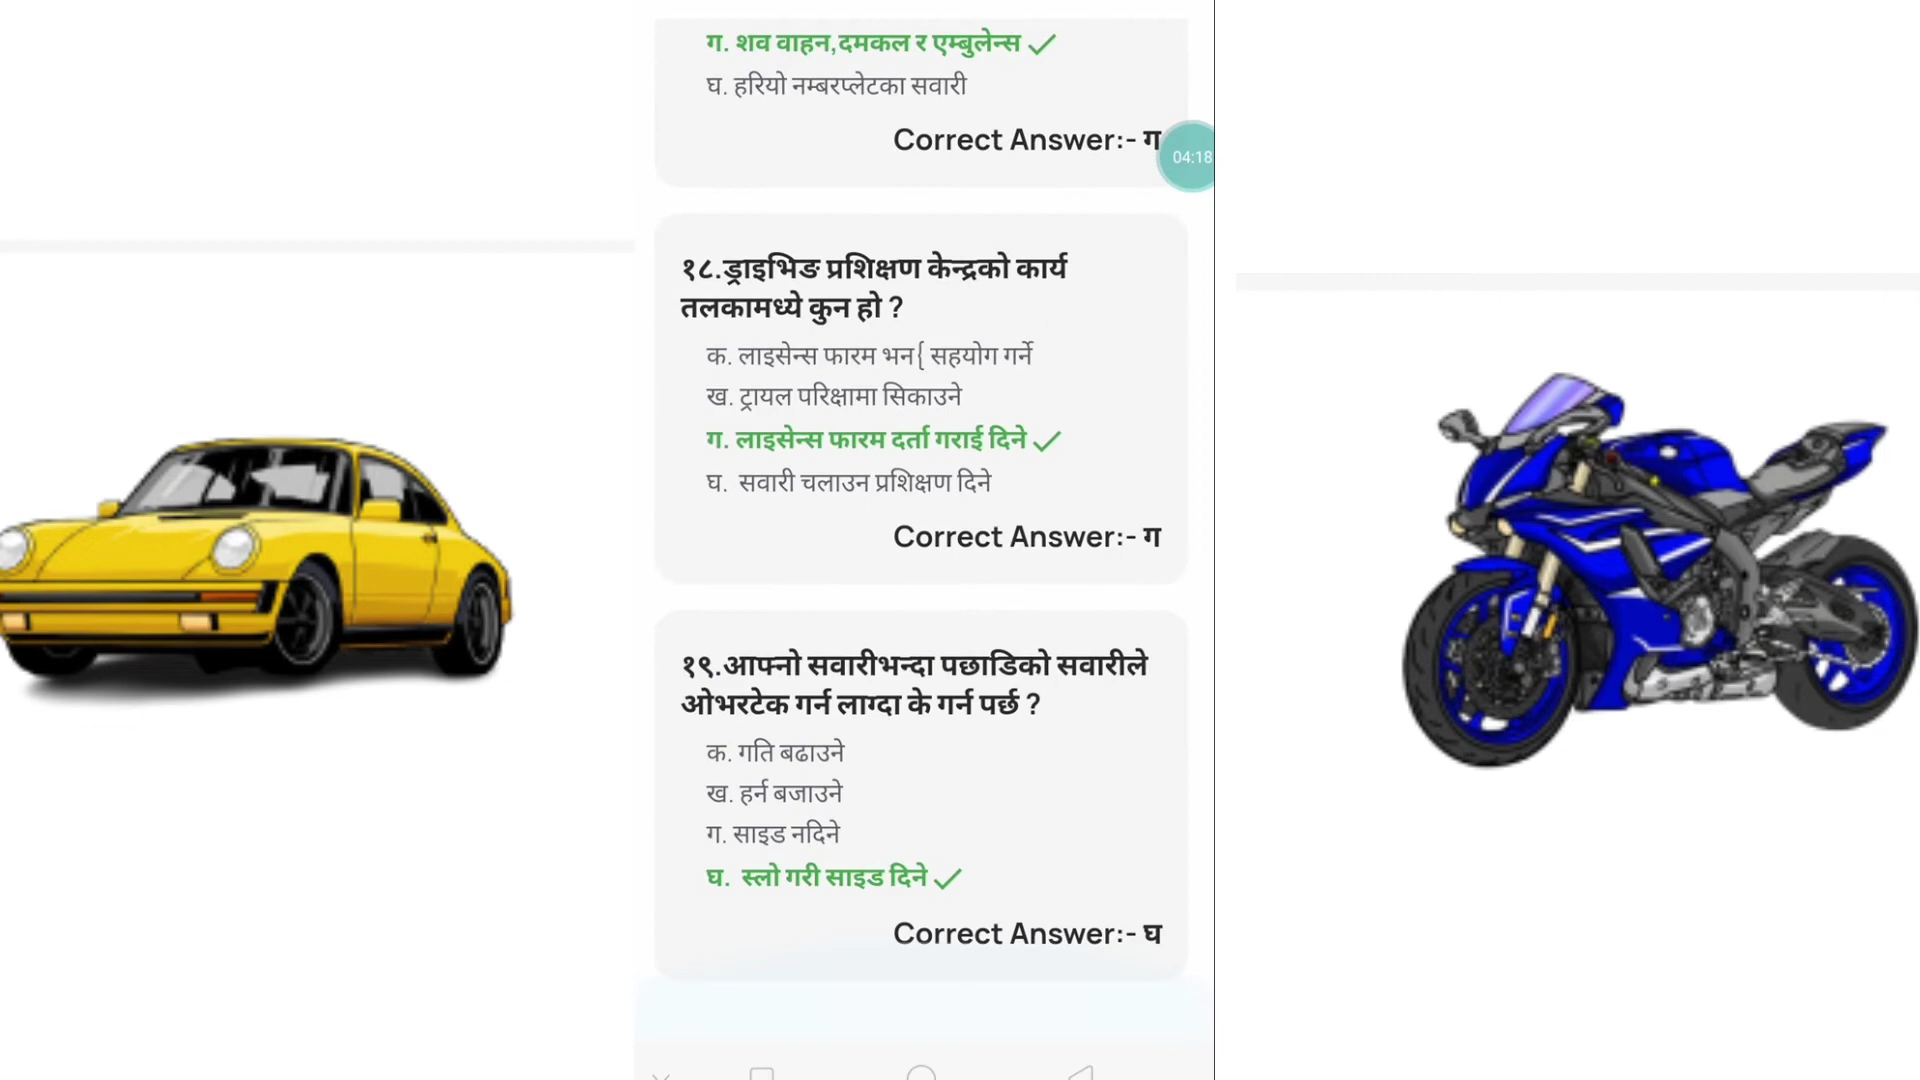 ग. शव वाहन,दमकल र एम्बुलेन्स
घ. हरियो नम्बरप्लेटका सवारी
Correct Answer:- ग
04:18
१८.ड्राइभिङ प्रशिक्षण केन्द्रको कार्य
तलकामध्ये कुन हो ?
क. लाइसेन्स फारम भन{ सहयोग गर्ने
ख. ट्रायल परिक्षामा सिकाउने
ग. लाइसेन्स फारम दर्ता गराई दिने
घ. सवारी चलाउन प्रशिक्षण दिने
Correct Answer:- ग
१९.आफ्नो सवारीभन्दा पछाडिको सवारीले
ओभरटेक गर्न लाग्दा के गर्न पर्छ ?
क. गति बढाउने
ख. हर्न बजाउने
ग. साइड नदिने
घ. स्लो गरी साइड दिने
Correct Answer:- घ